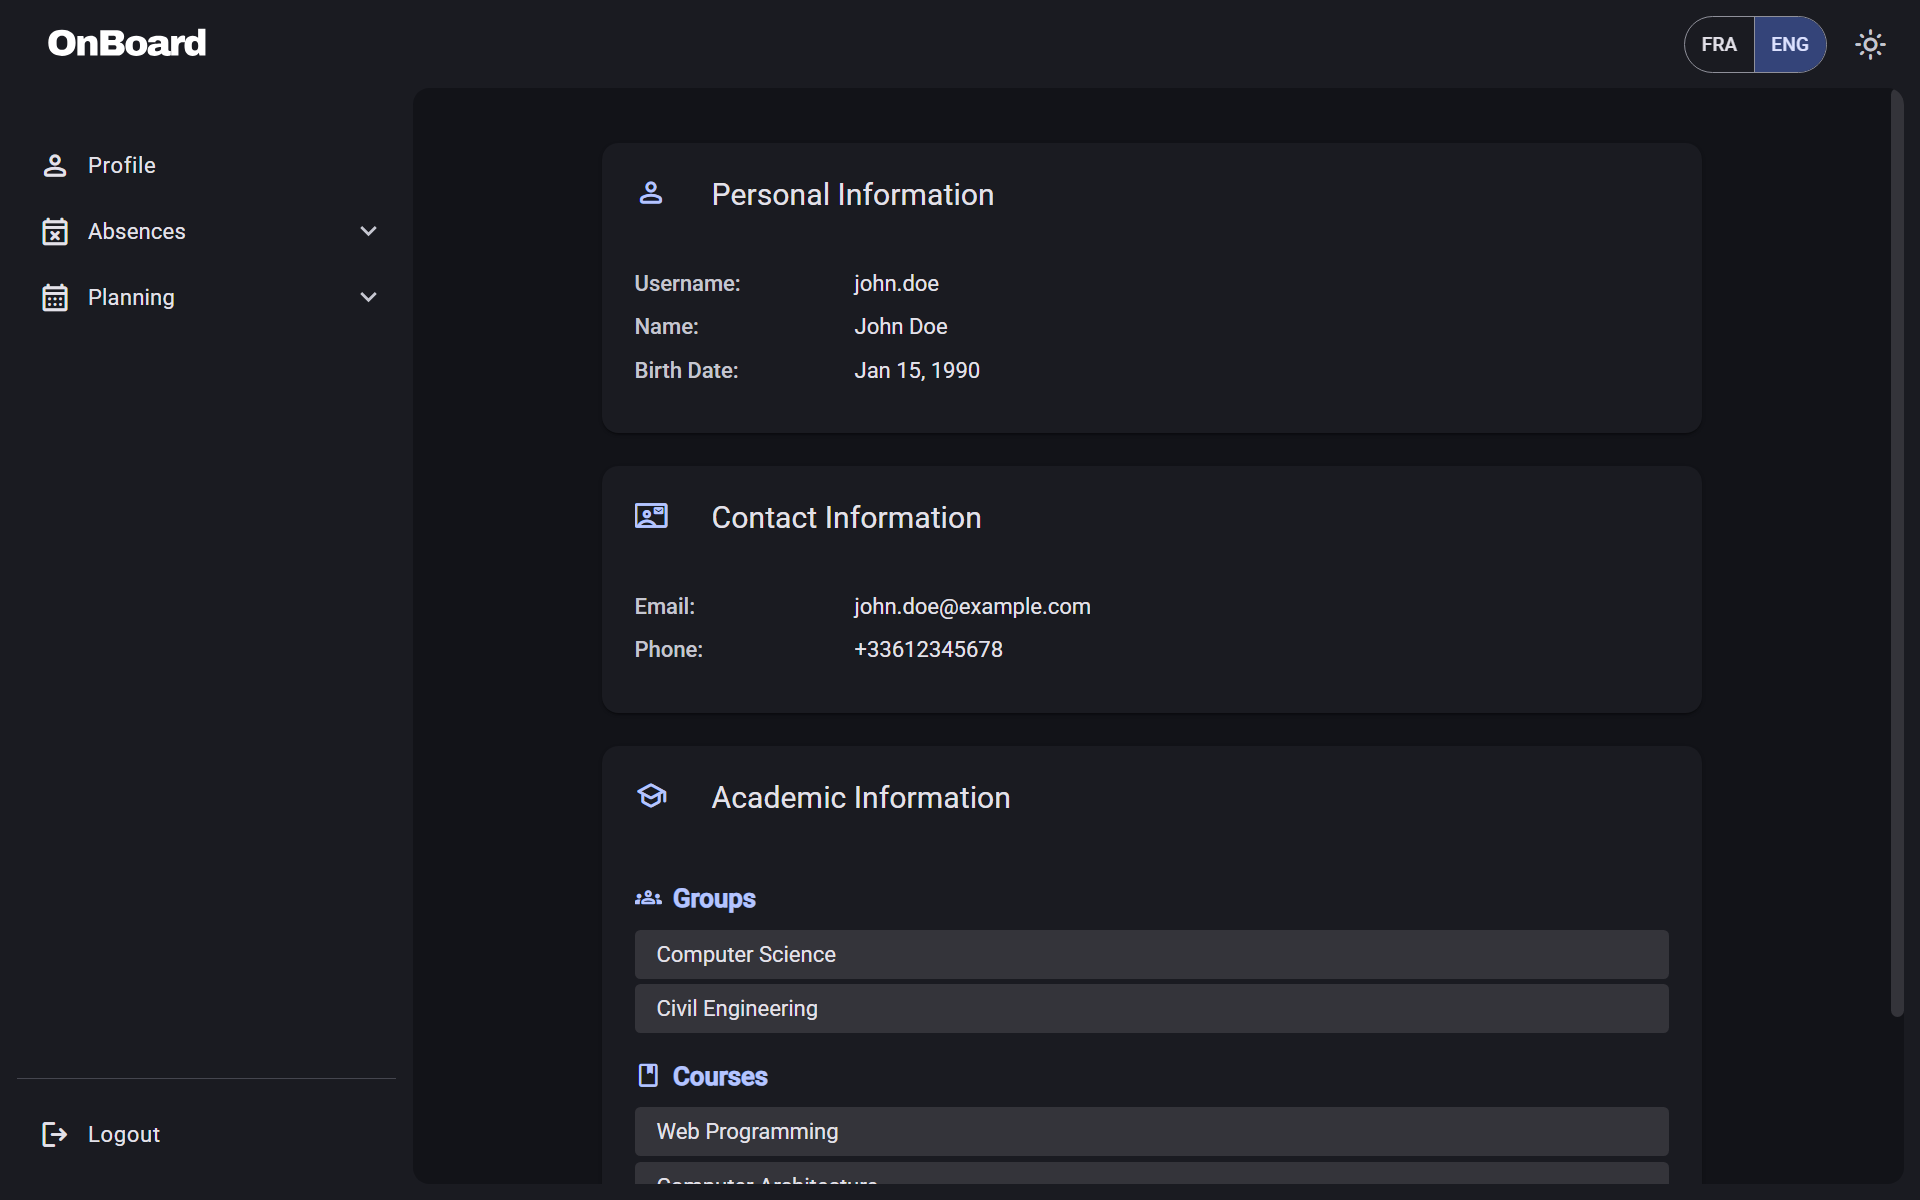 OnBoard
FRA ENG
Profile
Absences
Planning
Logout
Personal Information
Username: john.doe
Name: John Doe
Birth Date: Jan 15, 1990
Contact Information
Email: john.doe@example.com
Phone: +33612345678
Academic Information
Groups
Computer Science
Civil Engineering
Courses
Web Programming
Computer Architecture